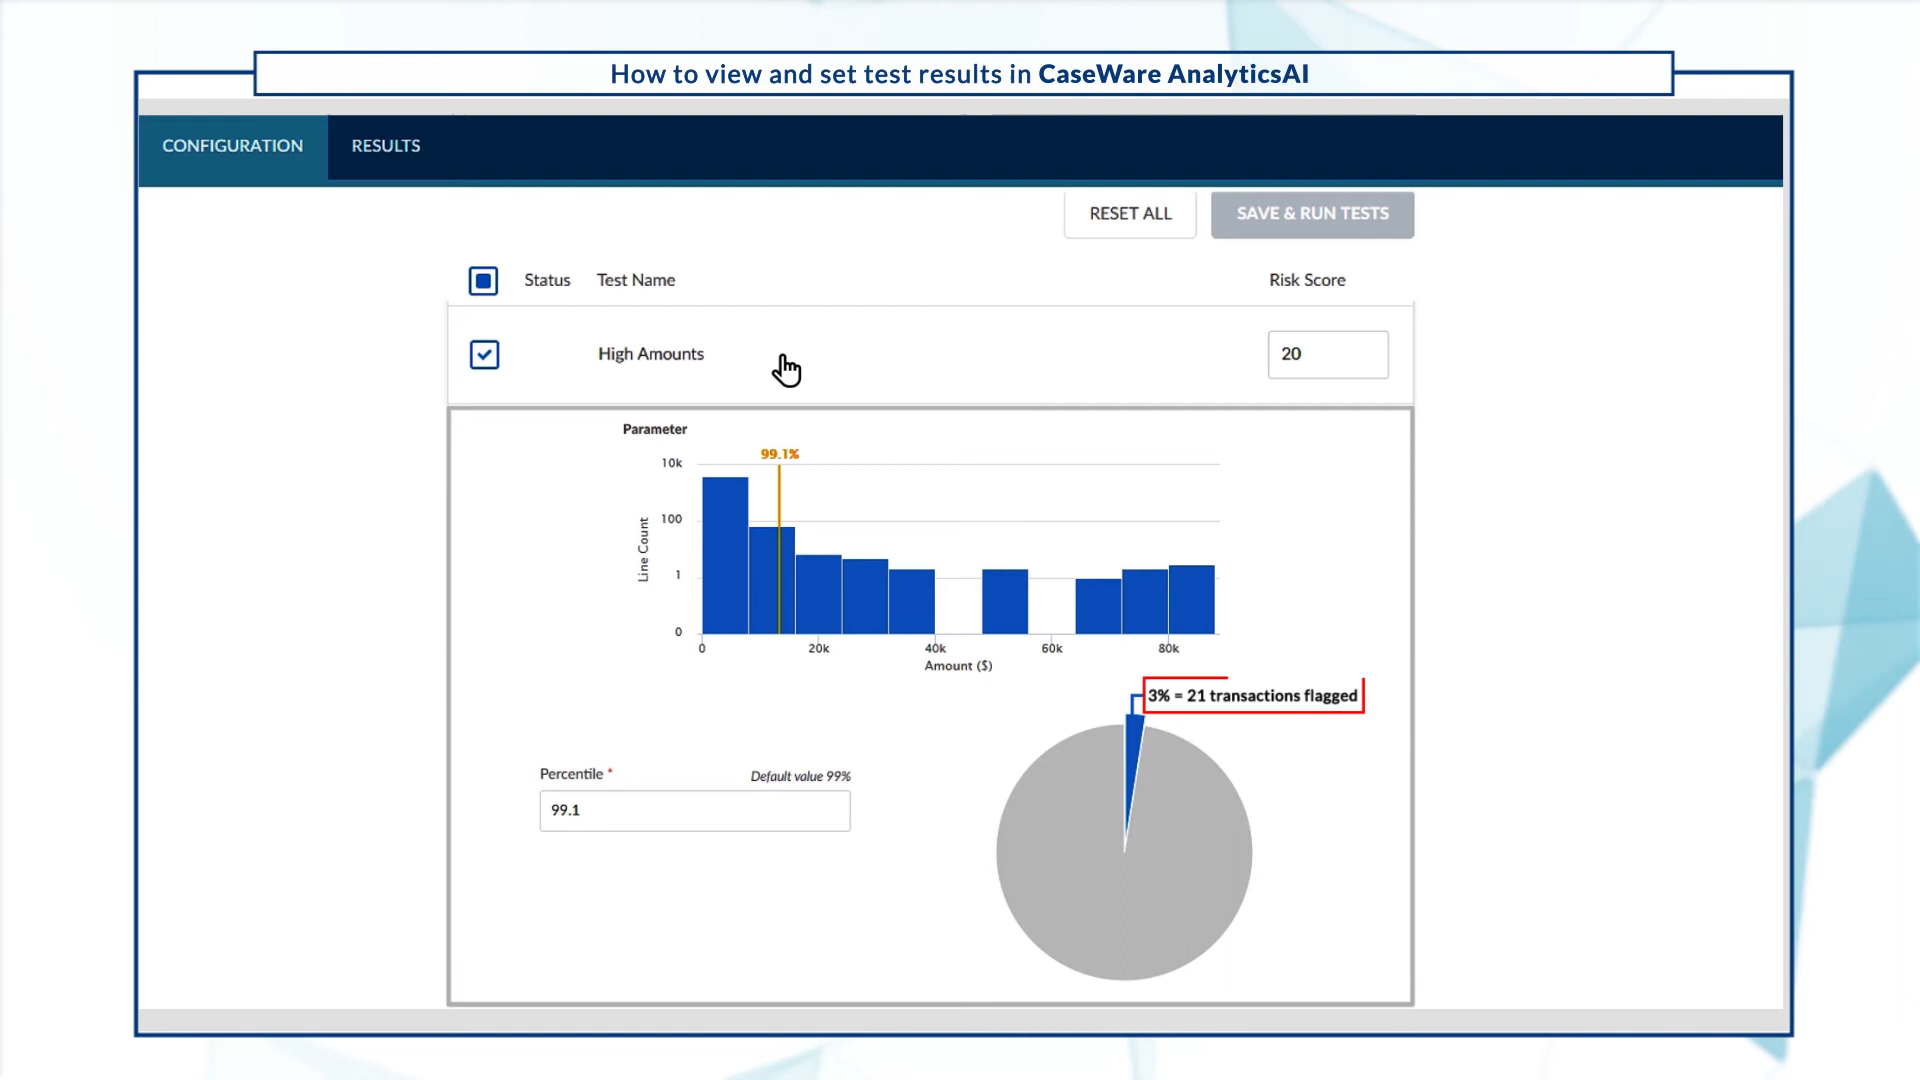 How to view and set test results in CaseWare AnalyticsAI
CONFIGURATION RESULTS
RESET ALL SAVE & RUN TESTS
Status Test Name Risk Score
High Amounts 20
Parameter
99.1%
10k
100
1
0
Line Count
0 20k 40k 60k 80k
Amount ($)
3% = 21 transactions flagged
Percentile * Default value 99%
99.1